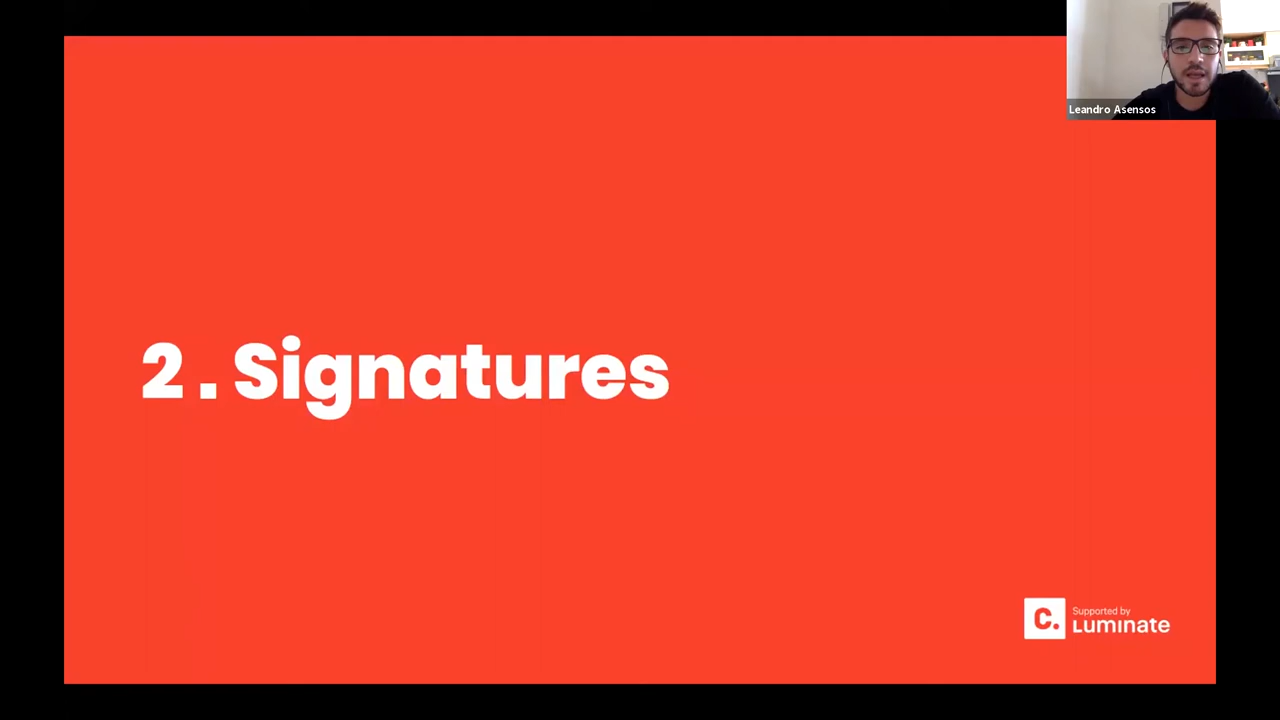 Leandro Asensos
2. Signatures
C.
Supported by
Luminate